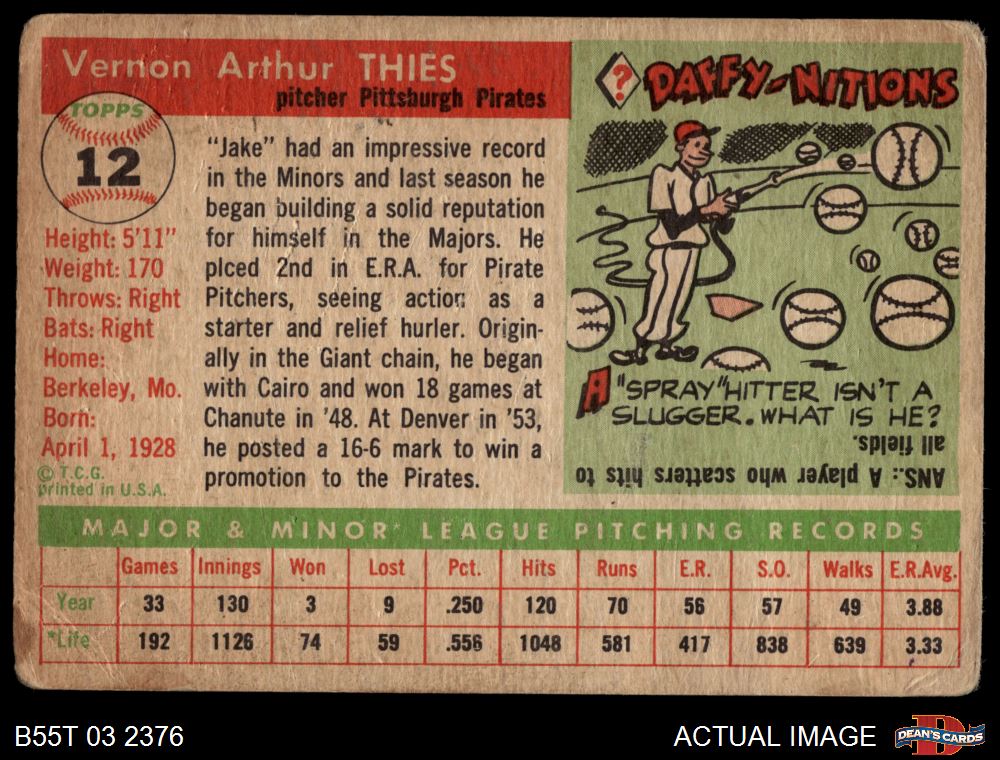 Vernon Arthur THIES
pitcher Pittsburgh Pirates
TOPPS
12
Height: 5'11"
Weight: 170
Throws: Right
Bats: Right
Home:
Berkeley, Mo.
Born:
April 1, 1928
© T.C.G.
printed in U.S.A.
"Jake" had an impressive record
in the Minors and last season he
began building a solid reputation
for himself in the Majors. He
plced 2nd in E.R.A. for Pirate
Pitchers, seeing action as a
starter and relief hurler. Origin-
ally in the Giant chain, he began
with Cairo and won 18 games at
Chanute in '48. At Denver in '53,
he posted a 16-6 mark to win a
promotion to the Pirates.
?
DAFFY-NITIONS
A "SPRAY" HITTER ISN'T A
SLUGGER. WHAT IS HE?
ANS.: A player who scatters hits to
all fields.
MAJOR & MINOR* LEAGUE PITCHING RECORDS
Games Innings Won Lost Pct. Hits Runs E.R. S.O. Walks E.R.Avg.
Year 33 130 3 9 .250 120 70 56 57 49 3.88
*Life 192 1126 74 59 .556 1048 581 417 838 639 3.33
B55T 03 2376
ACTUAL IMAGE
DEAN'S CARDS